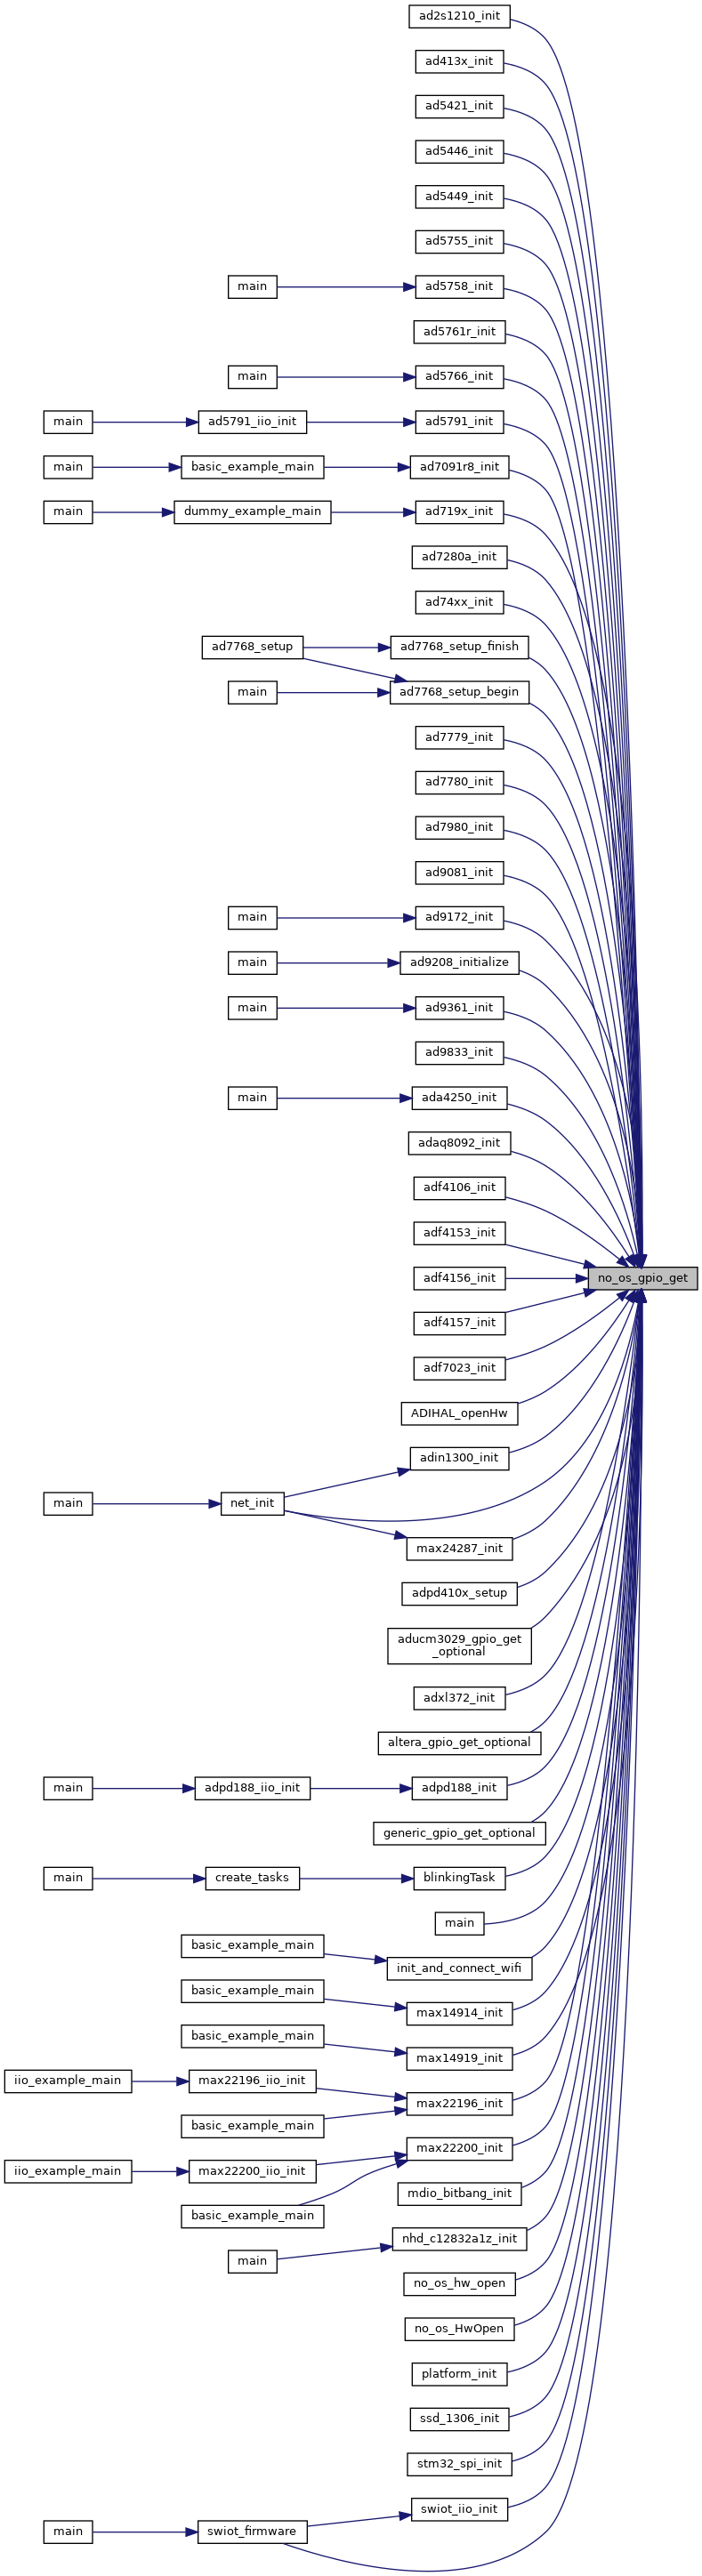 ad2s1210_init
ad413x_init
ad5421_init
ad5446_init
ad5449_init
ad5755_init
main
ad5758_init
ad5761r_init
main
ad5766_init
main
ad5791_iio_init
ad5791_init
main
basic_example_main
ad7091r8_init
main
dummy_example_main
ad719x_init
ad7280a_init
ad74xx_init
ad7768_setup
ad7768_setup_finish
main
ad7768_setup_begin
ad7779_init
ad7780_init
ad7980_init
ad9081_init
main
ad9172_init
main
ad9208_initialize
main
ad9361_init
ad9833_init
main
ada4250_init
adaq8092_init
adf4106_init
adf4153_init
adf4156_init
no_os_gpio_get
adf4157_init
adf7023_init
ADIHAL_openHw
adin1300_init
main
net_init
max24287_init
adpd410x_setup
aducm3029_gpio_get
_optional
adxl372_init
altera_gpio_get_optional
main
adpd188_iio_init
adpd188_init
generic_gpio_get_optional
main
create_tasks
blinkingTask
main
basic_example_main
init_and_connect_wifi
basic_example_main
max14914_init
basic_example_main
max14919_init
iio_example_main
max22196_iio_init
max22196_init
basic_example_main
max22200_init
iio_example_main
max22200_iio_init
mdio_bitbang_init
basic_example_main
nhd_c12832a1z_init
main
no_os_hw_open
no_os_HwOpen
platform_init
ssd_1306_init
stm32_spi_init
swiot_iio_init
main
swiot_firmware